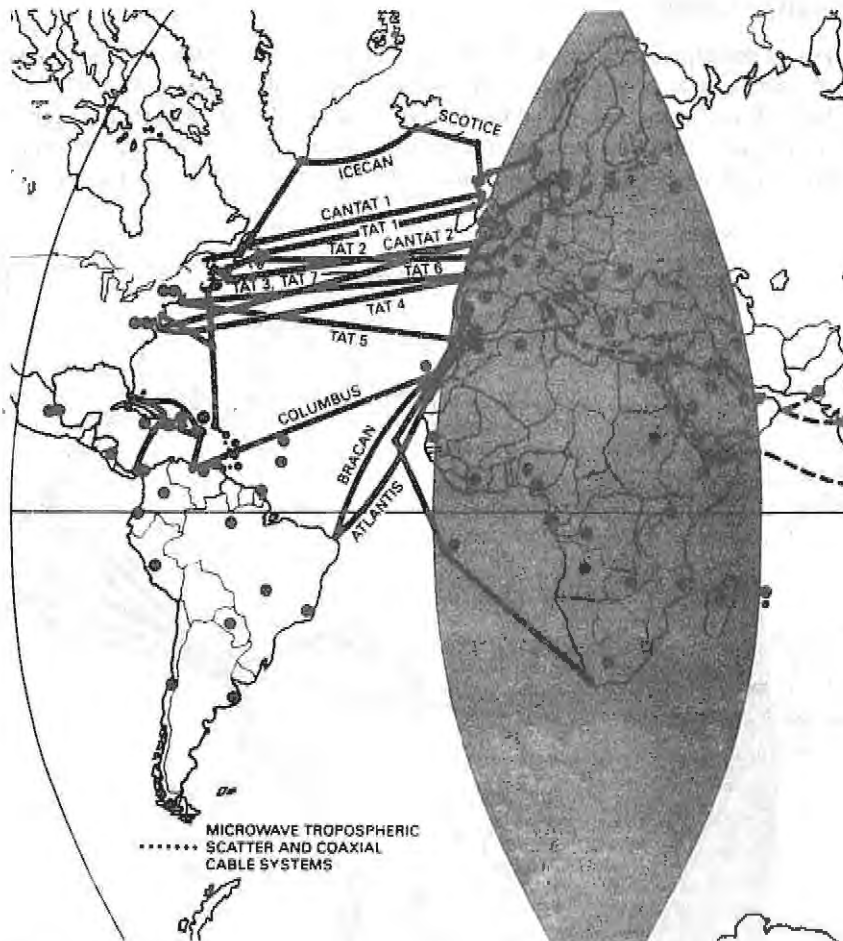 SCOTICE
ICECAN
CANTAT 1
TAT 1
TAT 2
CANTAT 2
TAT 3, TAT 7
TAT 6
TAT 4
TAT 5
COLUMBUS
BRACAN
ATLANTIS
MICROWAVE TROPOSPHERIC
SCATTER AND COAXIAL
CABLE SYSTEMS